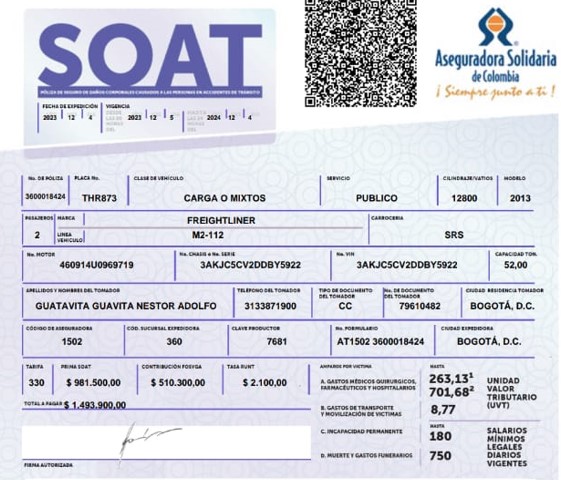 SOAT
PÓLIZA DE SEGURO DE DAÑOS CORPORALES CAUSADOS A LAS PERSONAS EN ACCIDENTES DE TRÁNSITO
Aseguradora Solidaria
de Colombia
¡ Siempre junto a ti !
FECHA DE EXPEDICIÓN VIGENCIA
2023 12 4 DESDE LAS 00 HORAS DEL 2023 12 5 HASTA LAS 24 HORAS DEL 2024 12 4
No. DE PÓLIZA PLACA No. CLASE DE VEHÍCULO SERVICIO CILINDRAJE/VATIOS MODELO
3600018424 THR873 CARGA O MIXTOS PUBLICO 12800 2013
PASAJEROS MARCA FREIGHTLINER CARROCERIA
2 LINEA VEHICULO M2-112 SRS
No. MOTOR No. CHASIS o No. SERIE No. VIN CAPACIDAD TON.
460914U0969719 3AKJC5CV2DDBY5922 3AKJC5CV2DDBY5922 52,00
APELLIDOS Y NOMBRES DEL TOMADOR TELEFONO DEL TOMADOR TIPO DE DOCUMENTO DEL TOMADOR No. DE DOCUMENTO DEL TOMADOR CIUDAD RESIDENCIA TOMADOR
GUATAVITA GUAVITA NESTOR ADOLFO 3133871900 CC 79610482 BOGOTÁ, D.C.
CÓDIGO DE ASEGURADORA COD. SUCURSAL EXPEDIDORA CLAVE PRODUCTOR No. FORMULARIO CIUDAD EXPEDIDORA
1502 360 7681 AT1502 3600018424 BOGOTÁ, D.C.
TARIFA PRIMA SOAT CONTRIBUCIÓN FOSYGA TASA RUNT
330 $ 981.500,00 $ 510.300,00 $ 2.100,00
TOTAL A PAGAR $ 1.493.900,00
FIRMA AUTORIZADA
AMPAROS POR VICTIMA HASTA
A. GASTOS MÉDICOS QUIRURGICOS, FARMACÉUTICOS Y HOSPITALARIOS 263,13¹ 701,68²
B. GASTOS DE TRANSPORTE Y MOVILIZACIÓN DE VICTIMAS 8,77
UNIDAD VALOR TRIBUTARIO (UVT)
HASTA
C. INCAPACIDAD PERMANENTE 180
D. MUERTE Y GASTOS FUNERARIOS 750
SALARIOS MÍNIMOS LEGALES DIARIOS VIGENTES